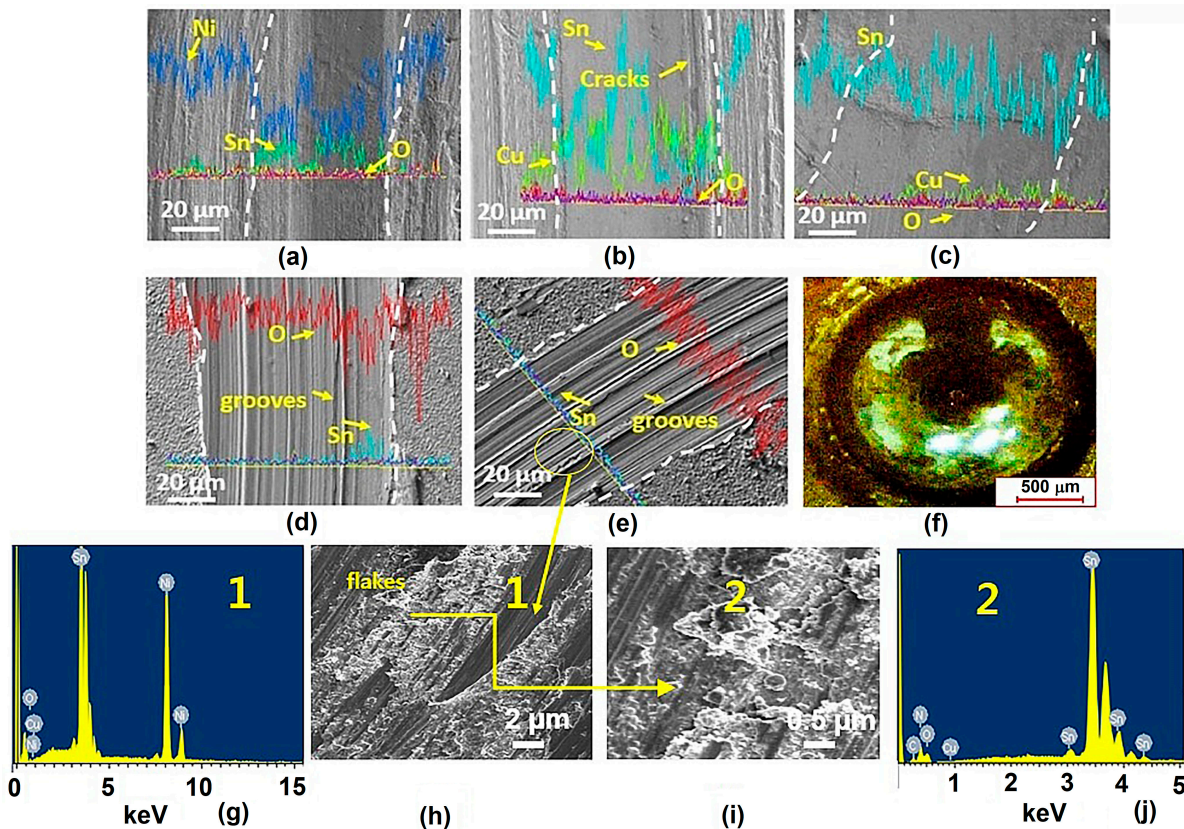 Ni
Sn
O
20 µm
(a)
Sn
Cracks
Cu
O
20 µm
(b)
Sn
Cu
O
20 µm
(c)
O
grooves
Sn
20 µm
(d)
O
Sn
grooves
20 µm
(e)
500 µm
(f)
1
Sn
Ni
Ni
O
Cu
Ni
0 5 10 15
keV
(g)
flakes
1
2 µm
(h)
2
0.5 µm
(i)
2
Sn
N
O
C
Cu
Sn
Sn
Sn
1 2 3 4 5
keV
(j)